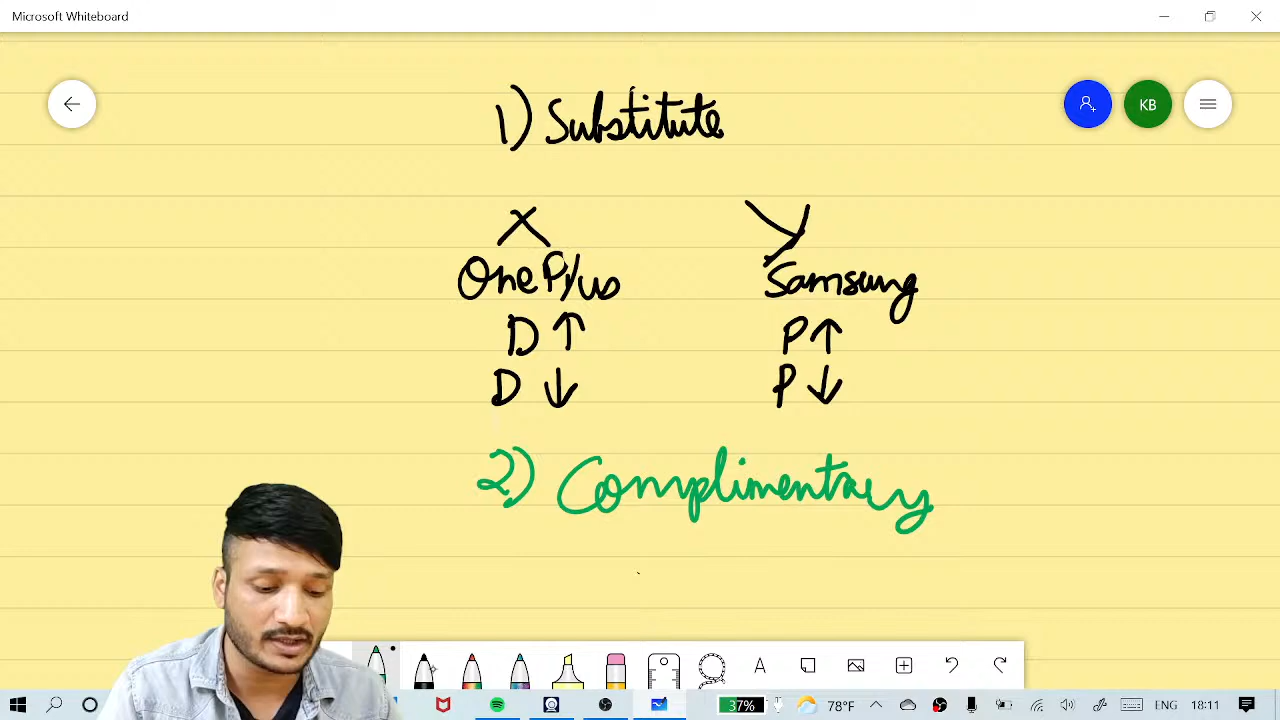 Microsoft Whiteboard
KB
1) Substitute
X Y
OnePlus Samsung
D ↑ P ↑
D ↓ P ↓
2) Complimentary
A
37% 78°F ENG 18:11